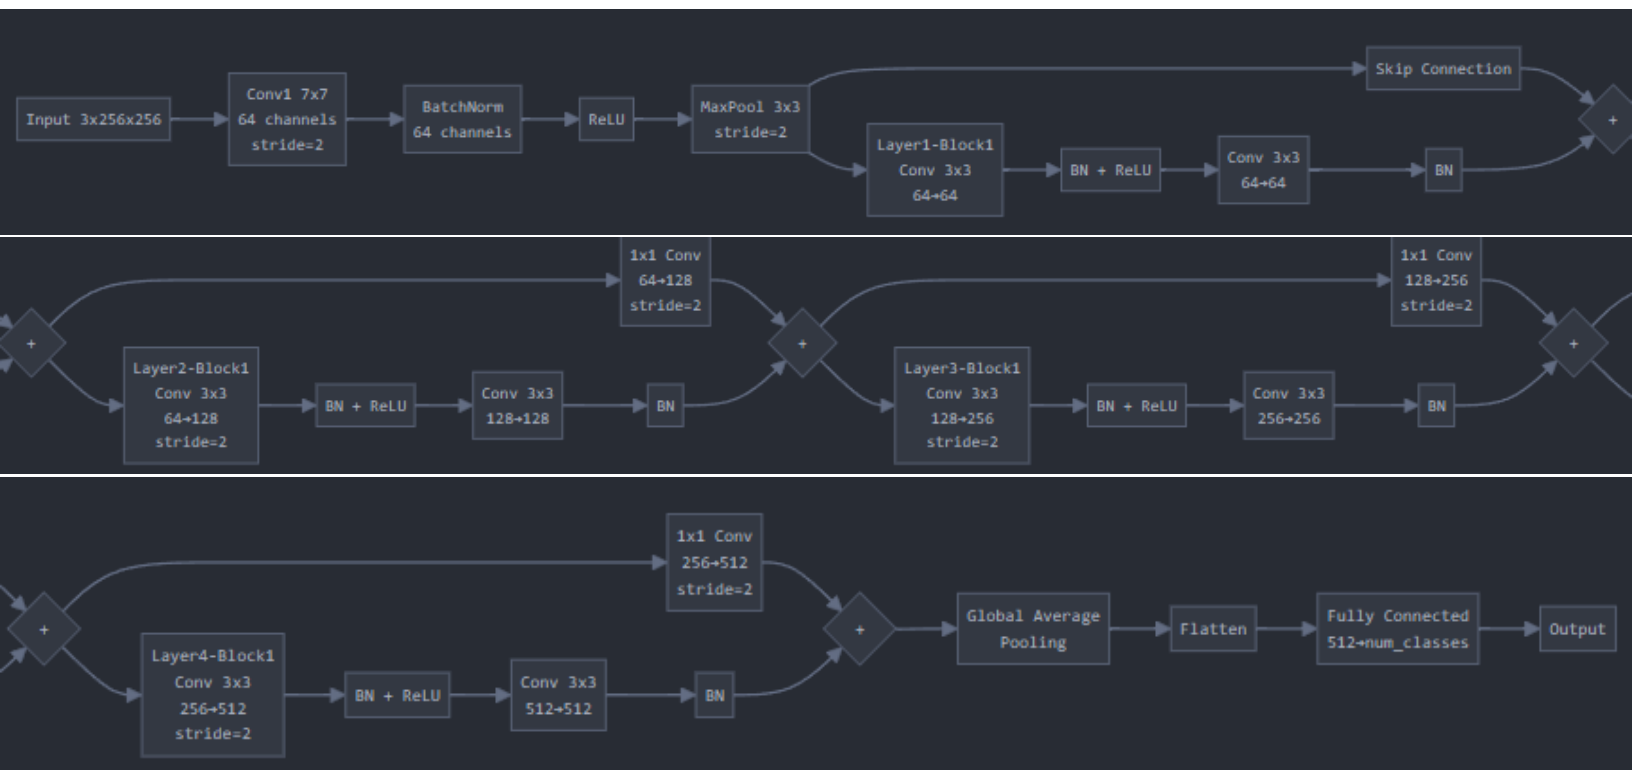 Input 3x256x256
Conv1 7x7
64 channels
stride=2
BatchNorm
64 channels
ReLU
MaxPool 3x3
stride=2
Skip Connection
Layer1-Block1
Conv 3x3
64→64
BN + ReLU
Conv 3x3
64→64
BN
+
+
1x1 Conv
64→128
stride=2
Layer2-Block1
Conv 3x3
64→128
stride=2
BN + ReLU
Conv 3x3
128→128
BN
+
1x1 Conv
128→256
stride=2
Layer3-Block1
Conv 3x3
128→256
stride=2
BN + ReLU
Conv 3x3
256→256
BN
+
+
1x1 Conv
256→512
stride=2
Layer4-Block1
Conv 3x3
256→512
stride=2
BN + ReLU
Conv 3x3
512→512
BN
+
Global Average
Pooling
Flatten
Fully Connected
512→num_classes
Output